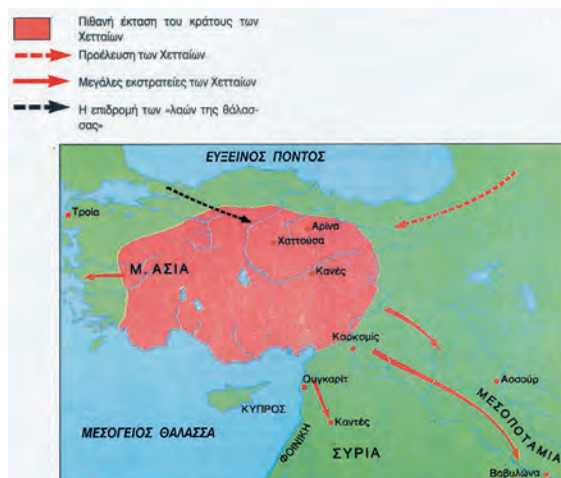 Πιθανή έκταση του κράτους των
Χετταίων
Προέλευση των Χετταίων
Μεγάλες εκστρατείες των Χετταίων
Η επιδρομή των «λαών της θάλασ-
σας»
ΕΥΞΕΙΝΟΣ ΠΟΝΤΟΣ
Τροία
Αρίνα
Χαττούσα
Μ. ΑΣΙΑ
Κανές
Καρκσμίς
Ουγκαρίτ
Ασσούρ
ΚΥΠΡΟΣ
Καντές
ΜΕΣΟΓΕΙΟΣ ΘΑΛΑΣΣΑ
ΦΟΙΝΙΚΗ
ΣΥΡΙΑ
ΜΕΣΟΠΟΤΑΜΙΑ
Βαβυλώνα